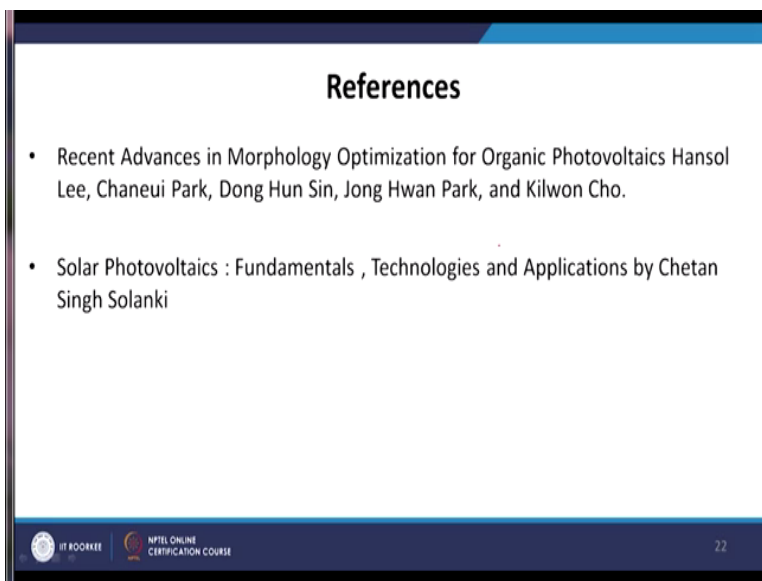 References
• Recent Advances in Morphology Optimization for Organic Photovoltaics Hansol
Lee, Chaneui Park, Dong Hun Sin, Jong Hwan Park, and Kilwon Cho.
• Solar Photovoltaics : Fundamentals , Technologies and Applications by Chetan
Singh Solanki
IIT ROORKEE
NPTEL ONLINE
CERTIFICATION COURSE
22